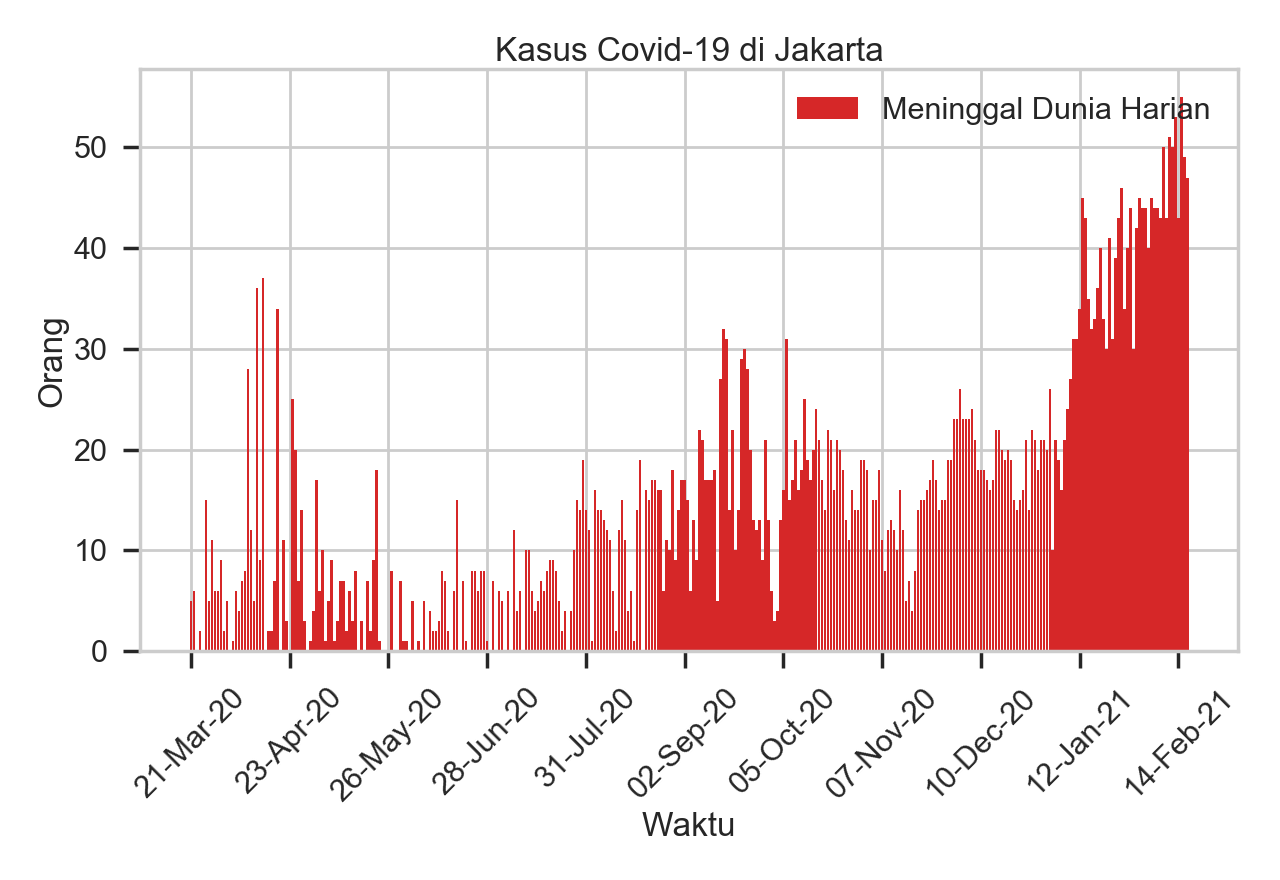 Kasus Covid-19 di Jakarta
Meninggal Dunia Harian
50
40
30
20
10
0
Orang
21-Mar-20
23-Apr-20
26-May-20
28-Jun-20
31-Jul-20
02-Sep-20
05-Oct-20
07-Nov-20
10-Dec-20
12-Jan-21
14-Feb-21
Waktu